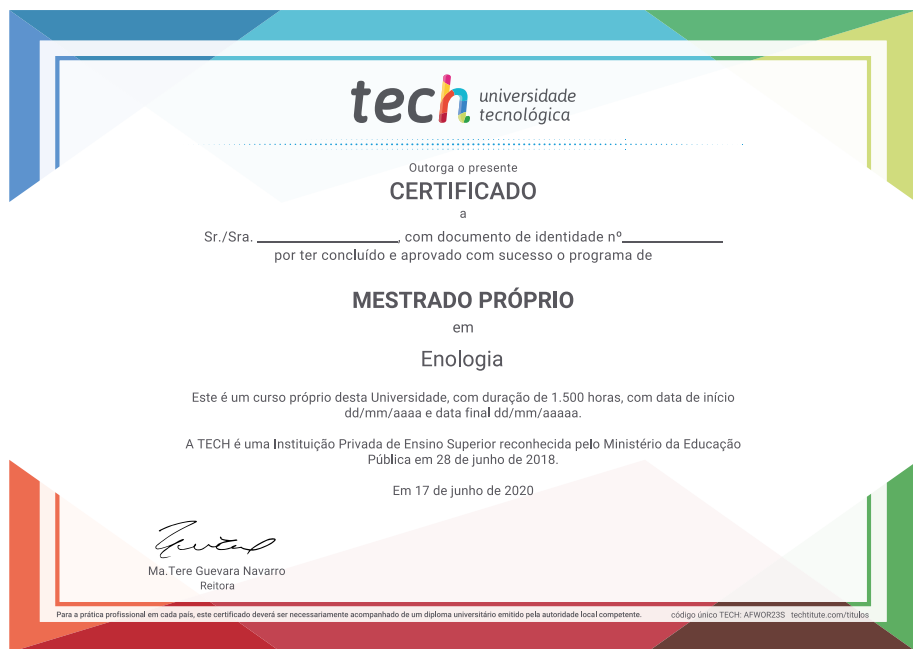 tech universidade
tecnológica
Outorga o presente
CERTIFICADO
a
Sr./Sra. ____________________, com documento de identidade nº______________
por ter concluído e aprovado com sucesso o programa de
MESTRADO PRÓPRIO
em
Enologia
Este é um curso próprio desta Universidade, com duração de 1.500 horas, com data de início
dd/mm/aaaa e data final dd/mm/aaaaa.
A TECH é uma Instituição Privada de Ensino Superior reconhecida pelo Ministério da Educação
Pública em 28 de junho de 2018.
Em 17 de junho de 2020
Ma.Tere Guevara Navarro
Reitora
Para a prática profissional em cada país, este certificado deverá ser necessariamente acompanhado de um diploma universitário emitido pela autoridade local competente. código único TECH: AFWOR23S techtitute.com/títulos